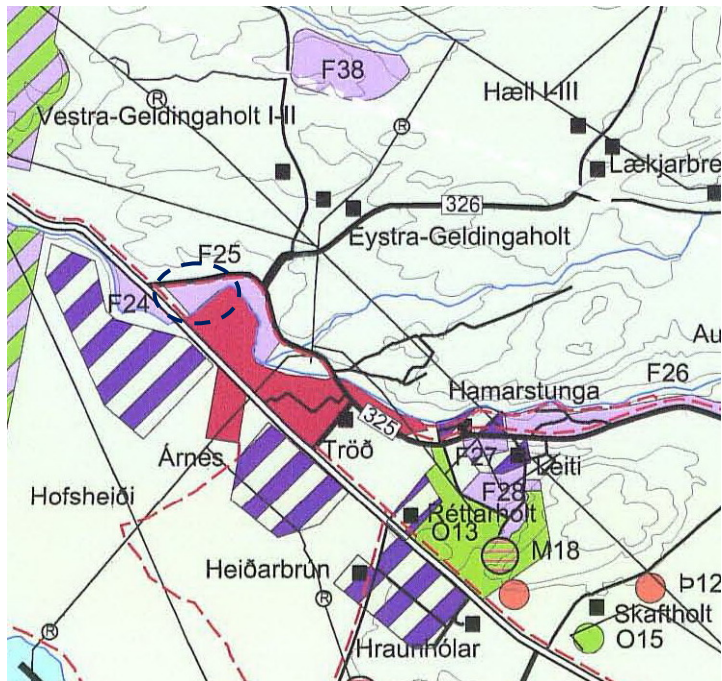 F38
Hæll I-III
R
Vestra-Geldingaholt I-II
R
Lækjarbre
326
Eystra-Geldingaholt
F25
F24
Au
F26
Hamarstunga
325
Tröð
F27
Leiti
Árnes
F28
Hofsheiði
Réttarholt
O13
M18
Heiðarbrún
Þ12
R
Skaftholt
R
O15
Hraunhólar